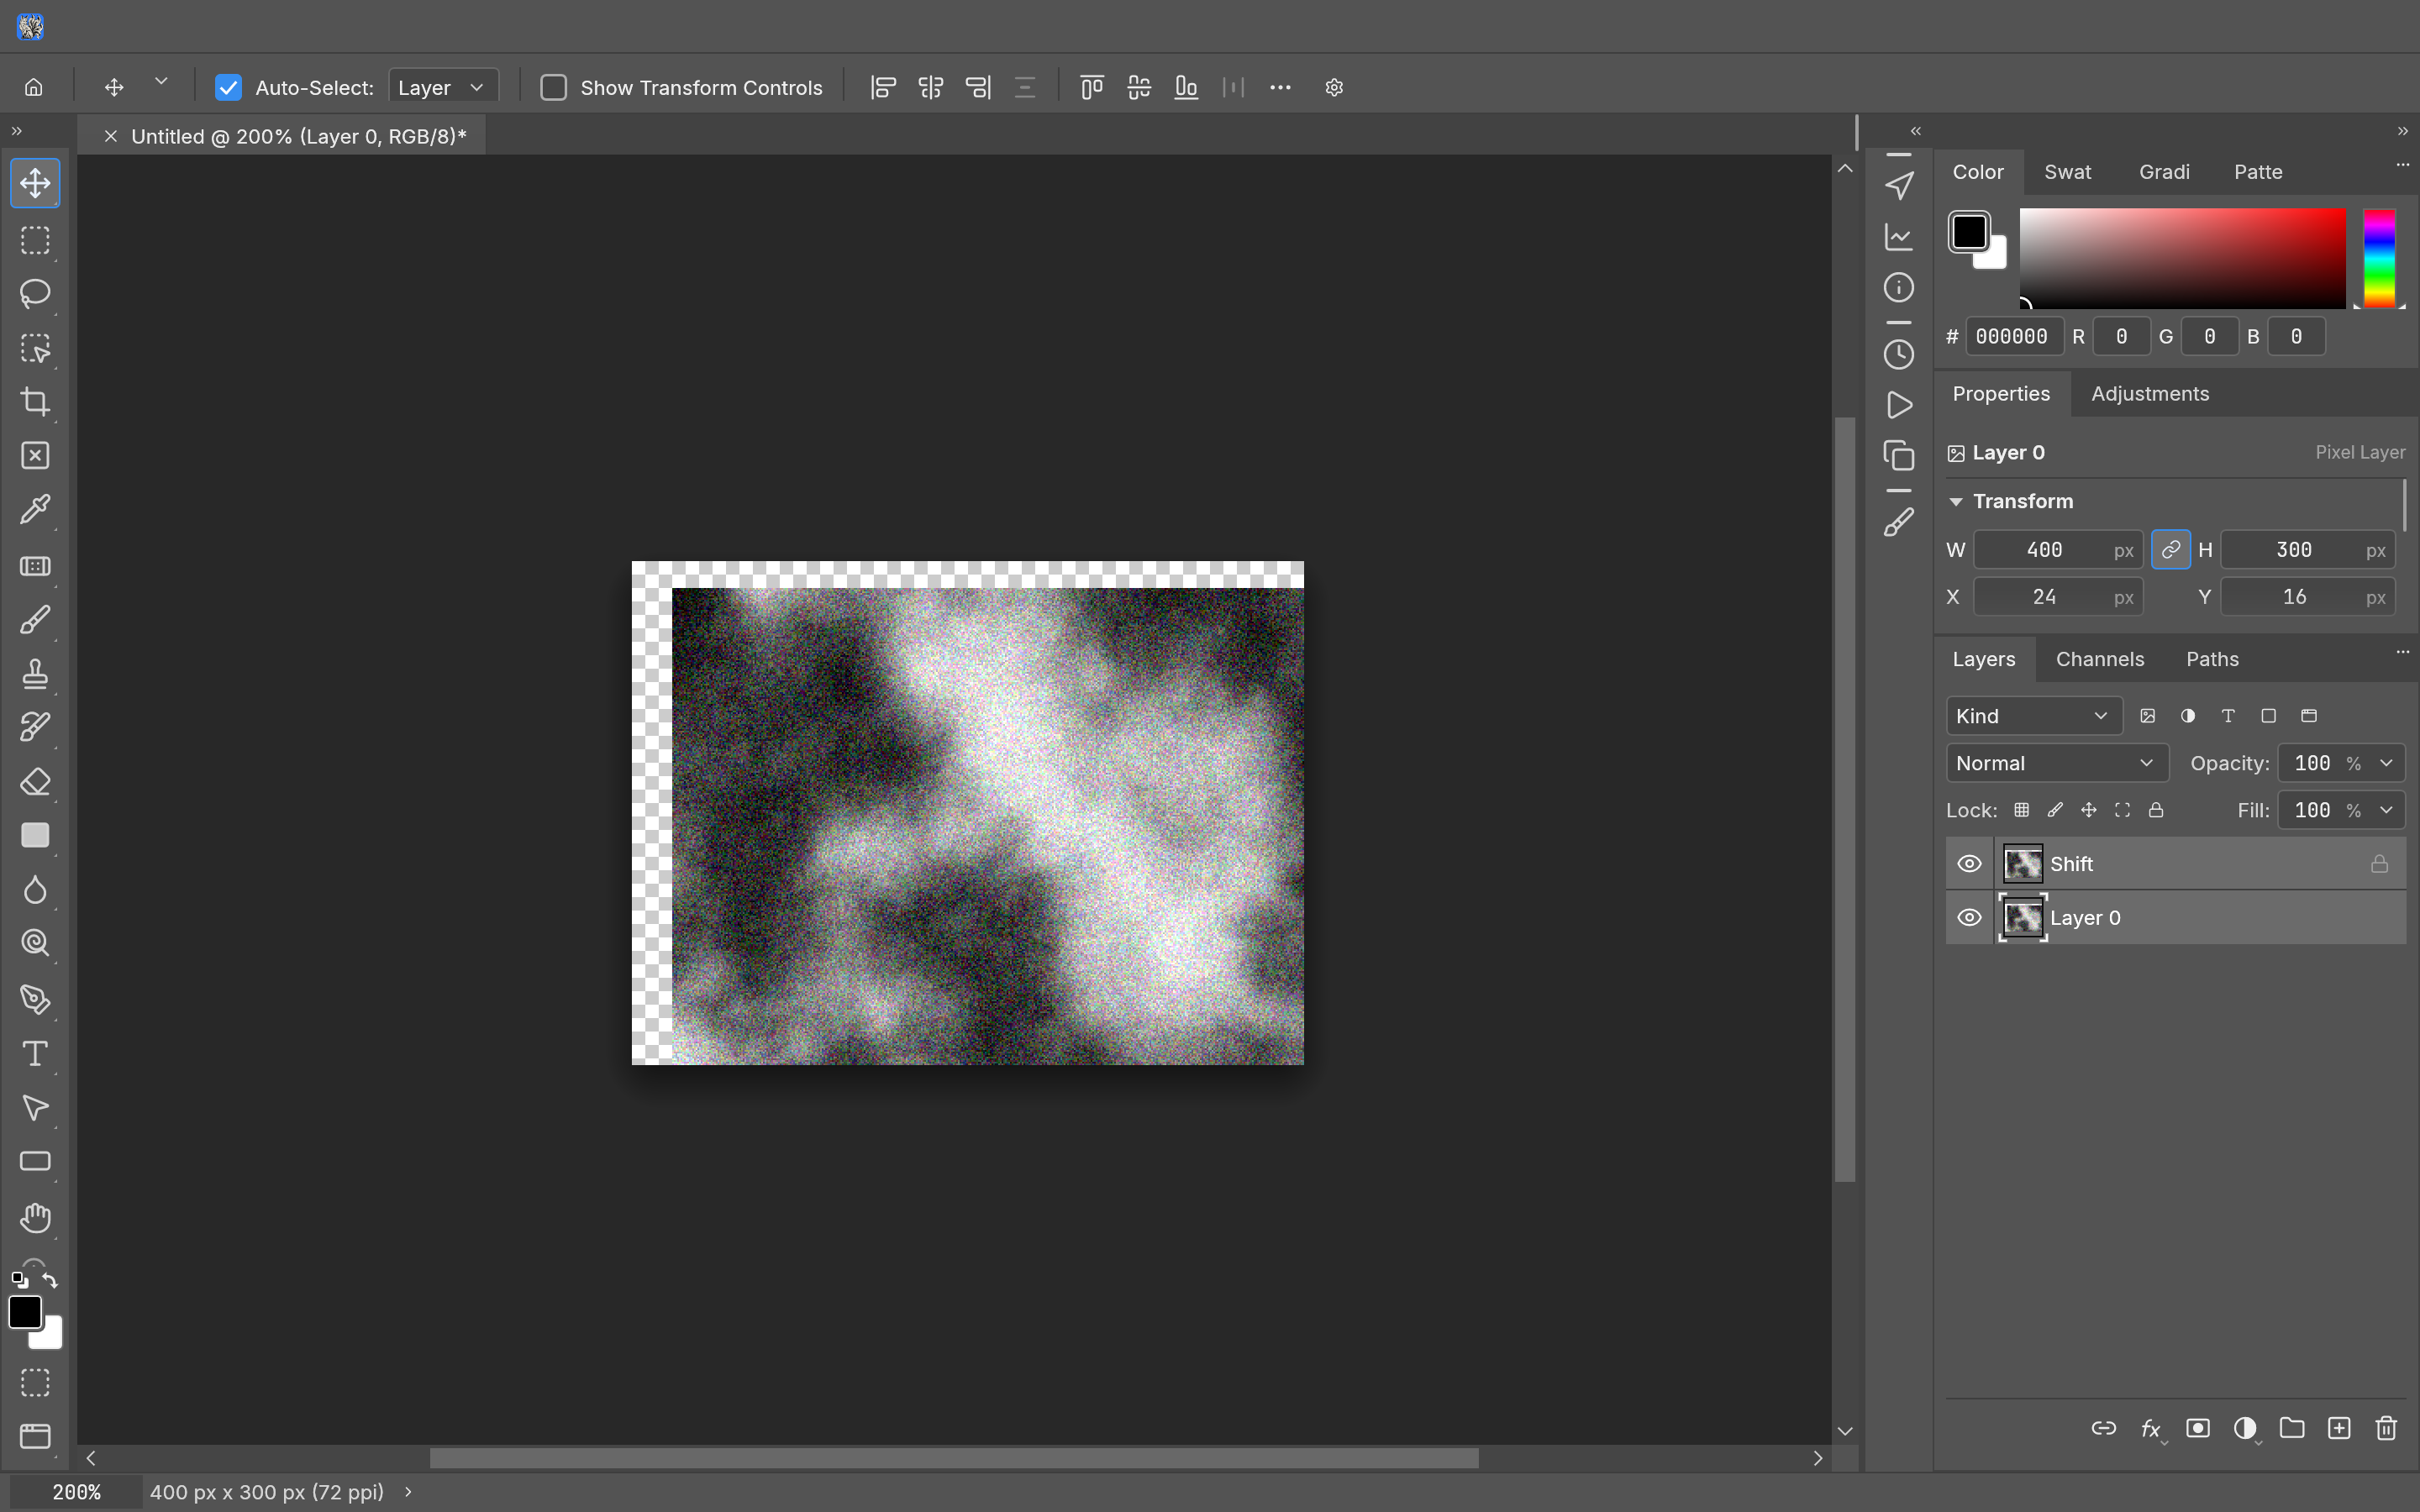 Auto-Select: Layer Show Transform Controls
Untitled @ 200% (Layer 0, RGB/8)*
Color Swat Gradi Patte
# 000000 R 0 G 0 B 0
Properties Adjustments
Layer 0 Pixel Layer
Transform
W 400 px H 300 px
X 24 px Y 16 px
Layers Channels Paths
Kind
Normal Opacity: 100 %
Lock: Fill: 100 %
Shift
Layer 0
fx
200% 400 px x 300 px (72 ppi)